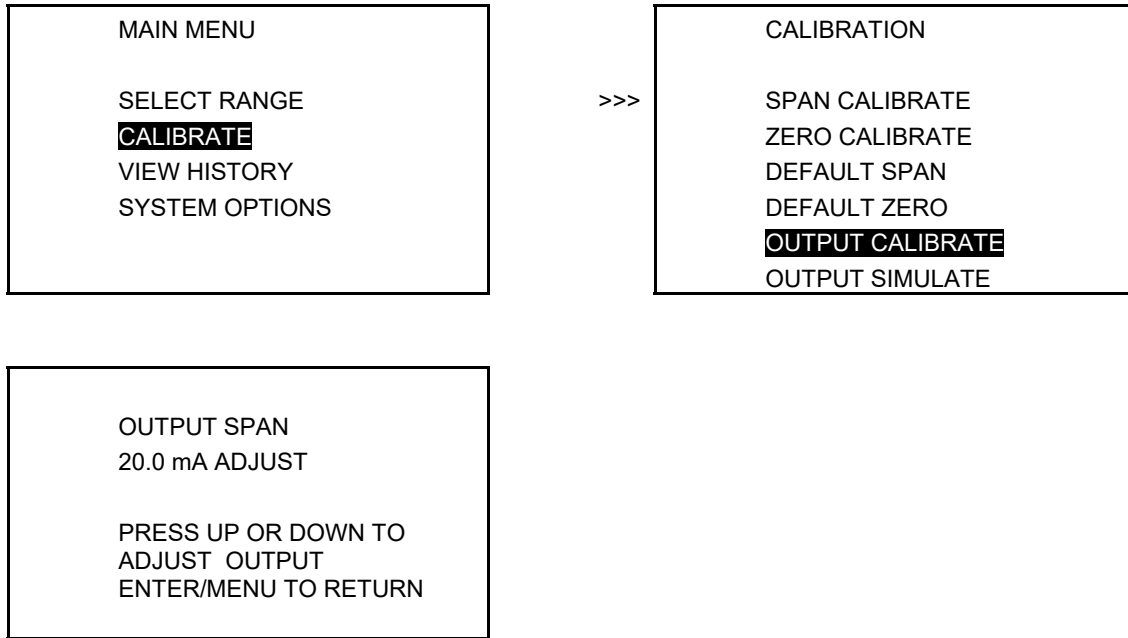 MAIN MENU
SELECT RANGE
CALIBRATE
VIEW HISTORY
SYSTEM OPTIONS
>>>
CALIBRATION
SPAN CALIBRATE
ZERO CALIBRATE
DEFAULT SPAN
DEFAULT ZERO
OUTPUT CALIBRATE
OUTPUT SIMULATE
OUTPUT SPAN
20.0 mA ADJUST
PRESS UP OR DOWN TO
ADJUST OUTPUT
ENTER/MENU TO RETURN